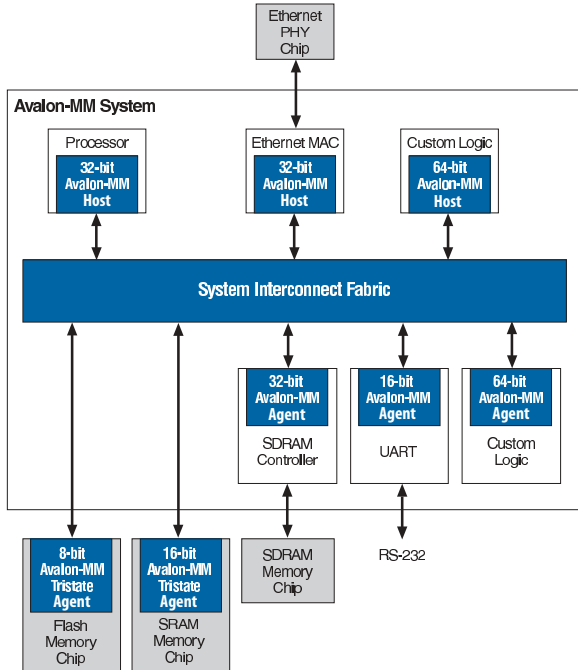 Ethernet
PHY
Chip
Avalon-MM System
Processor
32-bit
Avalon-MM
Host
Ethernet MAC
32-bit
Avalon-MM
Host
Custom Logic
64-bit
Avalon-MM
Host
System Interconnect Fabric
32-bit
Avalon-MM
Agent
SDRAM
Controller
16-bit
Avalon-MM
Agent
UART
64-bit
Avalon-MM
Agent
Custom
Logic
8-bit
Avalon-MM
Tristate
Agent
Flash
Memory
Chip
16-bit
Avalon-MM
Tristate
Agent
SRAM
Memory
Chip
SDRAM
Memory
Chip
RS-232